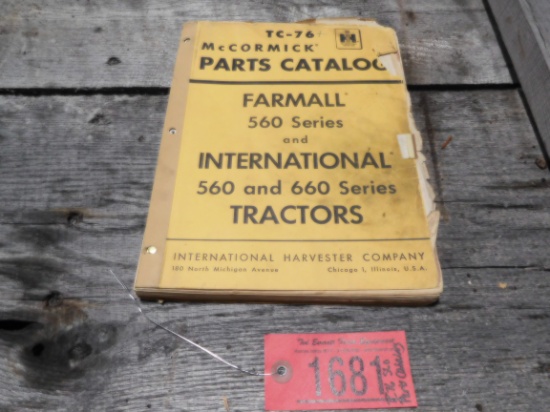 TC-76
McCORMICK
PARTS CATALOG
FARMALL
560 Series
and
INTERNATIONAL
560 and 660 Series
TRACTORS
INTERNATIONAL HARVESTER COMPANY
180 North Michigan Avenue Chicago 1, Illinois, U.S.A.
1681